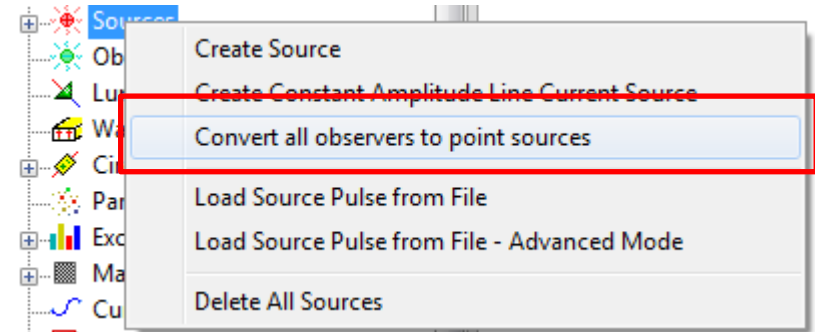 Sources
Create Source
Create Constant Amplitude Line Current Source
Convert all observers to point sources
Load Source Pulse from File
Load Source Pulse from File - Advanced Mode
Delete All Sources